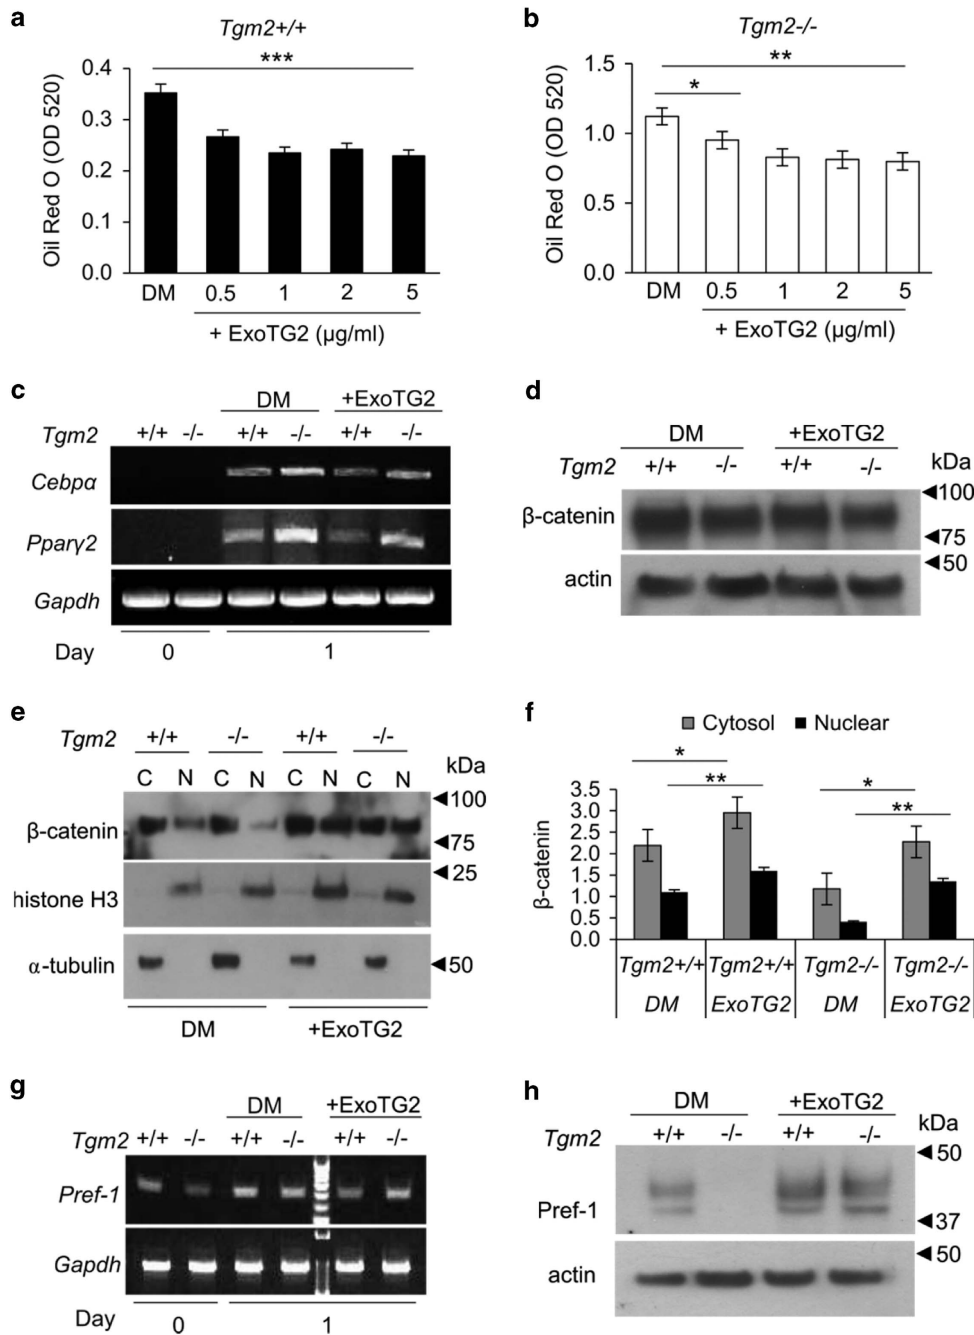 a
Tgm2+/+
***
0.4
0.3
0.2
0.1
0.0
Oil Red O (OD 520)
DM 0.5 1 2 5
+ ExoTG2 (µg/ml)
b
Tgm2-/-
**
*
1.5
1.0
0.5
0.0
Oil Red O (OD 520)
DM 0.5 1 2 5
+ ExoTG2 (µg/ml)
c
DM +ExoTG2
Tgm2 +/+ -/- +/+ -/- +/+ -/-
Cebpα
Pparγ2
Gapdh
Day 0 1
d
DM +ExoTG2
Tgm2 +/+ -/- +/+ -/- kDa
◀100
β-catenin
◀75
◀50
actin
e
Tgm2 +/+ -/- +/+ -/-
C N C N C N C N kDa
◀100
β-catenin
◀75
◀25
histone H3
α-tubulin ◀50
DM +ExoTG2
f
Cytosol Nuclear
* ** * **
3.5
3.0
2.5
2.0
1.5
1.0
0.5
0.0
β-catenin
Tgm2+/+ Tgm2+/+ Tgm2-/- Tgm2-/-
DM ExoTG2 DM ExoTG2
g
DM +ExoTG2
Tgm2 +/+ -/- +/+ -/- +/+ -/-
Pref-1
Gapdh
Day 0 1
h
DM +ExoTG2
Tgm2 +/+ -/- +/+ -/- kDa
◀50
Pref-1
◀37
◀50
actin